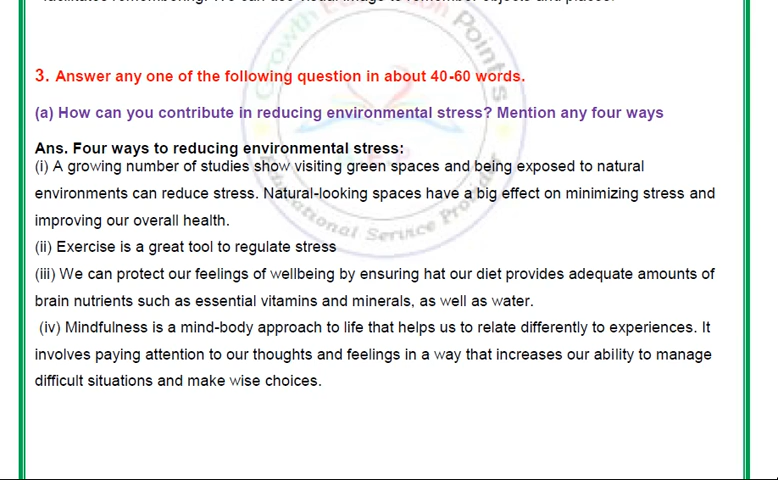 3. Answer any one of the following question in about 40-60 words.
(a) How can you contribute in reducing environmental stress? Mention any four ways
Ans. Four ways to reducing environmental stress:
(i) A growing number of studies show visiting green spaces and being exposed to natural
environments can reduce stress. Natural-looking spaces have a big effect on minimizing stress and
improving our overall health.
(ii) Exercise is a great tool to regulate stress
(iii) We can protect our feelings of wellbeing by ensuring hat our diet provides adequate amounts of
brain nutrients such as essential vitamins and minerals, as well as water.
(iv) Mindfulness is a mind-body approach to life that helps us to relate differently to experiences. It
involves paying attention to our thoughts and feelings in a way that increases our ability to manage
difficult situations and make wise choices.
Growth
Points
Educational Service Provider